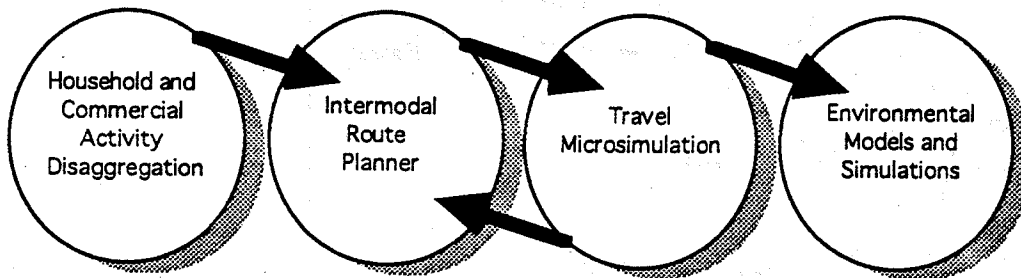 Household and
Commercial
Activity
Disaggregation
Intermodal
Route
Planner
Travel
Microsimulation
Environmental
Models and
Simulations